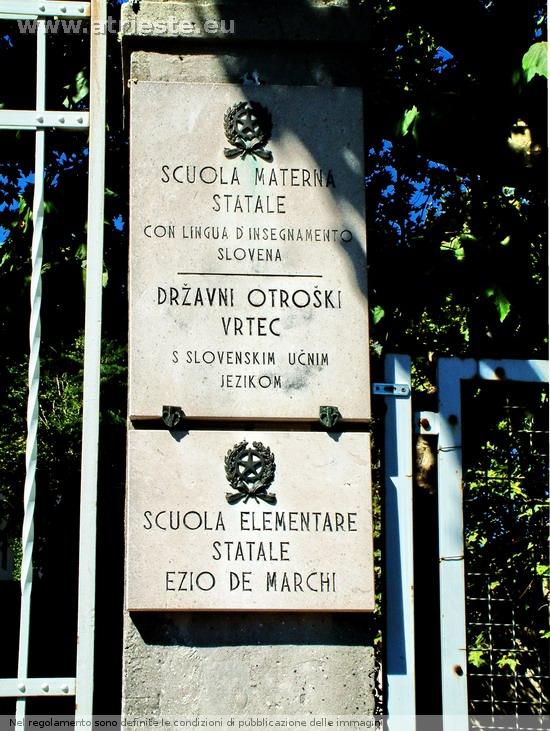 www.atrieste.eu
SCUOLA MATERNA
STATALE
CON LINGUA D'INSEGNAMENTO
SLOVENA
DRŽAVNI OTROŠKI
VRTEC
S SLOVENSKIM UČNIM
JEZIKOM
SCUOLA ELEMENTARE
STATALE
EZIO DE MARCHI
Nel regolamento sono definite le condizioni di pubblicazione delle immagini